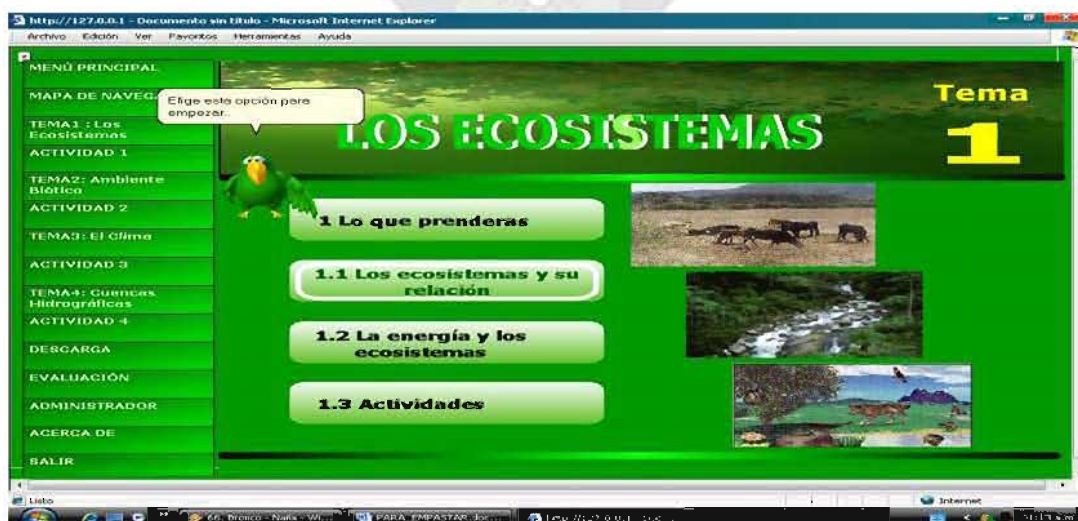 http://127.0.0.1 - Documento sin título - Microsoft Internet Explorer
Archivo Edición Ver Favoritos Herramientas Ayuda
MENÚ PRINCIPAL
MAPA DE NAVEG
TEMA1 : Los
Ecosistemas
ACTIVIDAD 1
TEMA2: Ambiente
Biótico
ACTIVIDAD 2
TEMA3: El Clima
ACTIVIDAD 3
TEMA4: Cuencas
Hidrográficas
ACTIVIDAD 4
DESCARGA
EVALUACIÓN
ADMINISTRADOR
ACERCA DE
SALIR
Elige esta opción para
empezar..
LOS ECOSISTEMAS
Tema
1
1 Lo que prenderas
1.1 Los ecosistemas y su
relación
1.2 La energía y los
ecosistemas
1.3 Actividades
Listo
Internet
66. Bronco - Naila - Wi...
PARA EMPASTAR.doc...